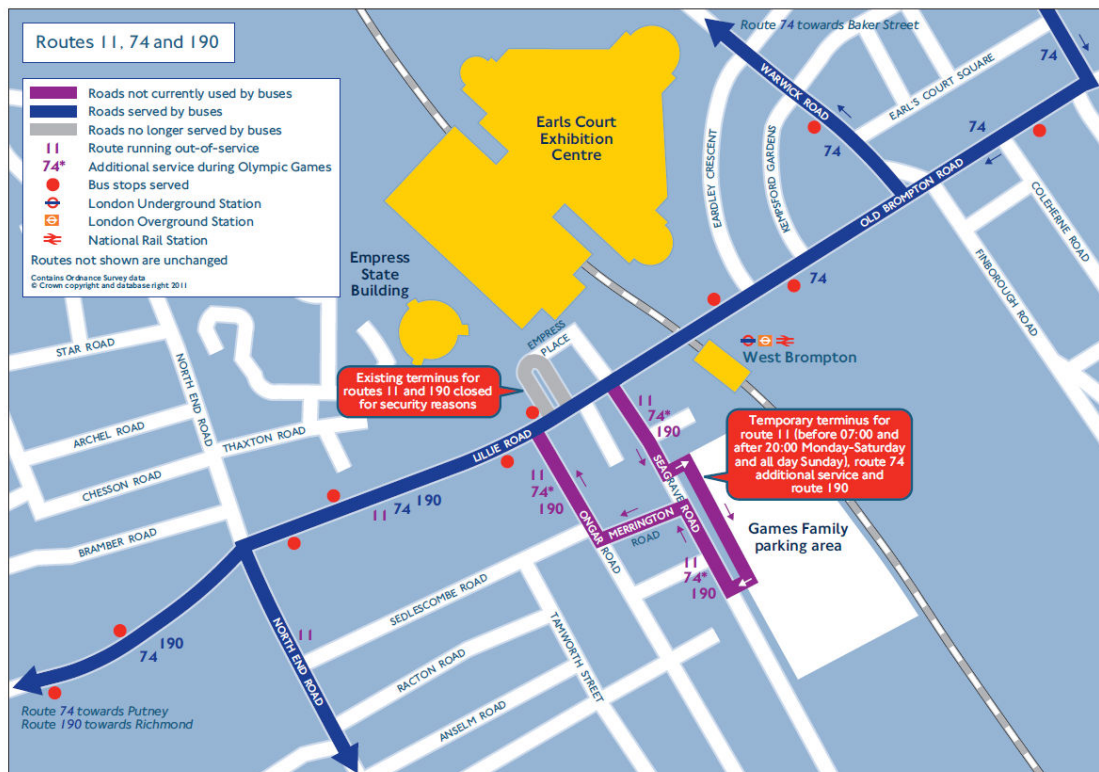 Routes 11, 74 and 190
Roads not currently used by buses
Roads served by buses
Roads no longer served by buses
11 Route running out-of-service
74* Additional service during Olympic Games
Bus stops served
London Underground Station
London Overground Station
National Rail Station
Routes not shown are unchanged
Contains Ordnance Survey data
© Crown copyright and database right 2011
Route 74 towards Baker Street
74
WARWICK ROAD
74
EARL'S COURT SQUARE
74
Earls Court
Exhibition
Centre
EARDLEY CRESCENT
KEMPSFORD GARDENS
OLD BROMPTON ROAD
COLEHERNE ROAD
FINBOROUGH ROAD
74
Empress
State
Building
EMPRESS
PLACE
West Brompton
STAR ROAD
NORTH END ROAD
Existing terminus for
routes 11 and 190 closed
for security reasons
ARCHEL ROAD
THAXTON ROAD
CHESSON ROAD
BRAMBER ROAD
LILLIE ROAD
11 74 190
11
74*
190
SEAGRAVE
ROAD
Temporary terminus for
route 11 (before 07:00 and
after 20:00 Monday–Saturday
and all day Sunday), route 74
additional service and
route 190
11
74*
190
ONGAR
ROAD
MERRINGTON
ROAD
11
74*
190
Games Family
parking area
SEDLESCOMBE ROAD
RACTON ROAD
ANSELM ROAD
TAMWORTH STREET
11
NORTH END ROAD
74 190
Route 74 towards Putney
Route 190 towards Richmond